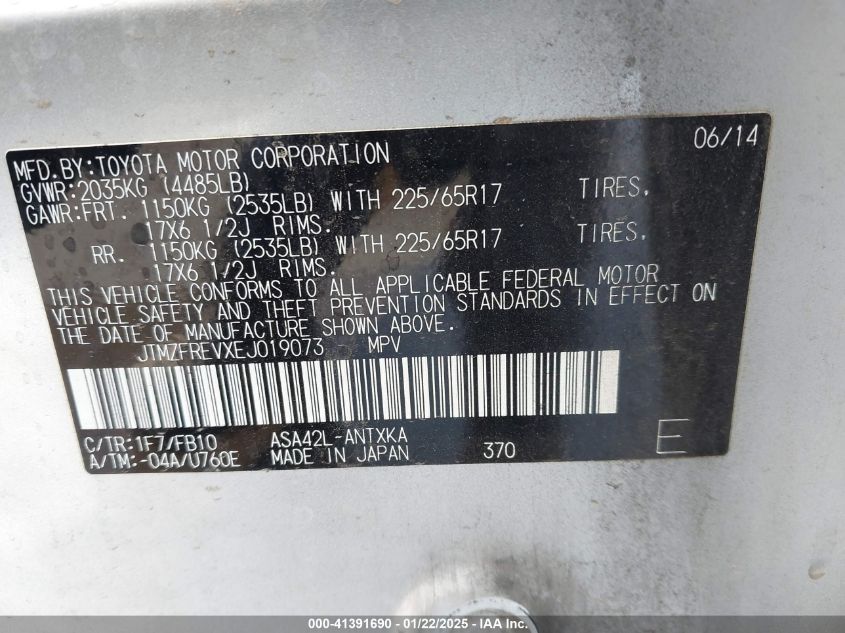 06/14
MFD.BY:TOYOTA MOTOR CORPORATION
GVWR:2035KG (4485LB)
GAWR:FRT. 1150KG (2535LB) WITH 225/65R17 TIRES,
17X6 1/2J RIMS.
RR. 1150KG (2535LB) WITH 225/65R17 TIRES,
17X6 1/2J RIMS.
THIS VEHICLE CONFORMS TO ALL APPLICABLE FEDERAL MOTOR
VEHICLE SAFETY AND THEFT PREVENTION STANDARDS IN EFFECT ON
THE DATE OF MANUFACTURE SHOWN ABOVE.
JTMZFREVXEJ019073 MPV
C/TR:1F7/FB10 ASA42L-ANTXKA
A/TM:-04A/U760E MADE IN JAPAN 370 E
000-41391690 - 01/22/2025 - © IAA Inc.